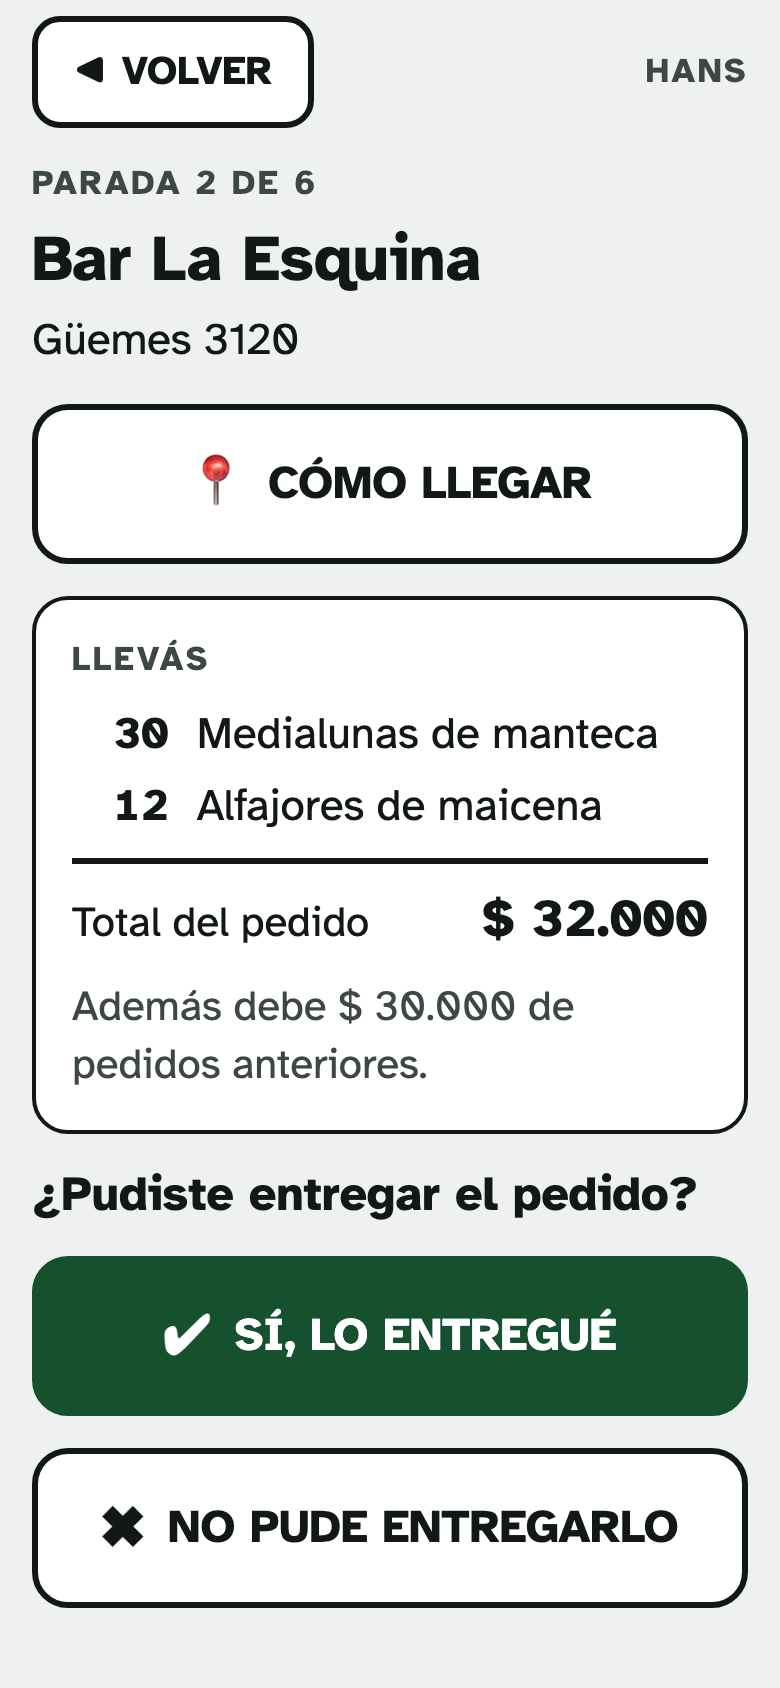 VOLVER
HANS
PARADA 2 DE 6
Bar La Esquina
Güemes 3120
CÓMO LLEGAR
LLEVÁS
30 Medialunas de manteca
12 Alfajores de maicena
Total del pedido $ 32.000
Además debe $ 30.000 de
pedidos anteriores.
¿Pudiste entregar el pedido?
✔ SÍ, LO ENTREGUÉ
✖ NO PUDE ENTREGARLO